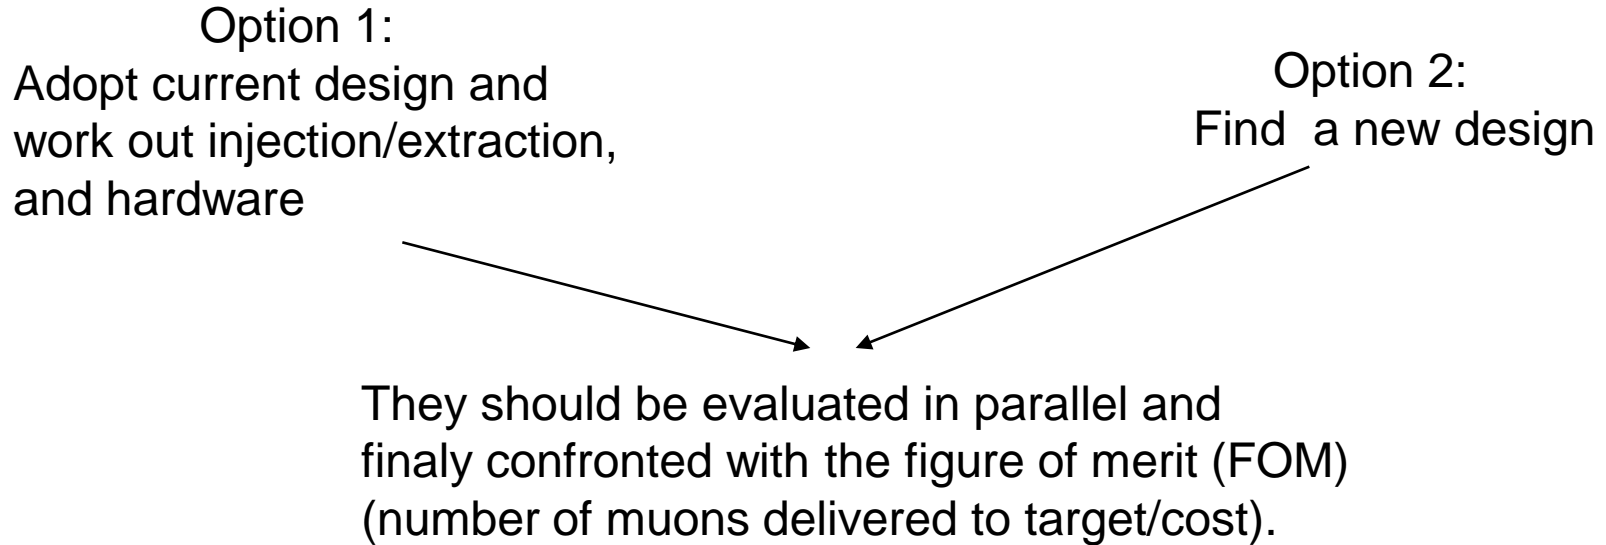 Option 1:
Adopt current design and
work out injection/extraction,
and hardware
Option 2:
Find a new design
They should be evaluated in parallel and
finaly confronted with the figure of merit (FOM)
(number of muons delivered to target/cost).